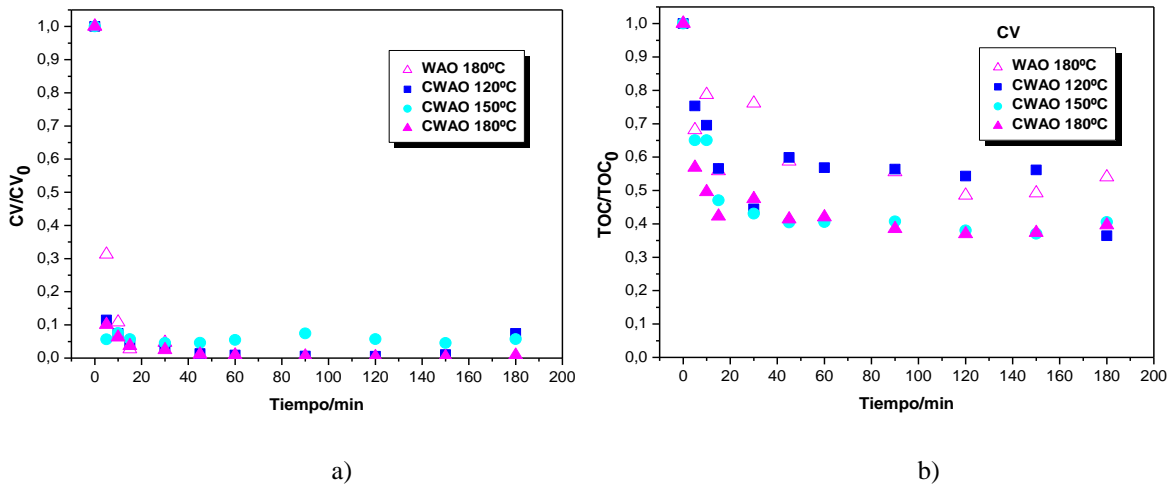 CV/CV0
1,0
0,9
0,8
0,7
0,6
0,5
0,4
0,3
0,2
0,1
0,0
WAO 180ºC
CWAO 120ºC
CWAO 150ºC
CWAO 180ºC
0 20 40 60 80 100 120 140 160 180 200
Tiempo/min
a)
TOC/TOC0
1,0
0,9
0,8
0,7
0,6
0,5
0,4
0,3
0,2
0,1
0,0
CV
WAO 180ºC
CWAO 120ºC
CWAO 150ºC
CWAO 180ºC
0 20 40 60 80 100 120 140 160 180 200
Tiempo/min
b)